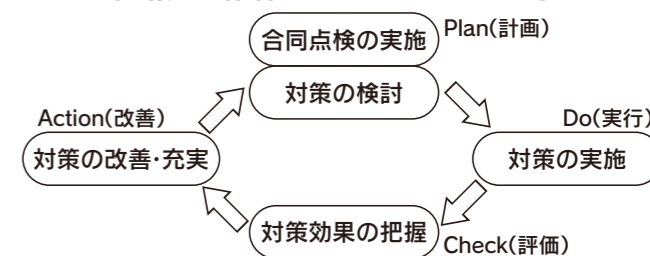 合同点検の実施
Plan(計画)
対策の検討
Action(改善)
Do(実行)
対策の改善・充実
対策の実施
対策効果の把握
Check(評価)